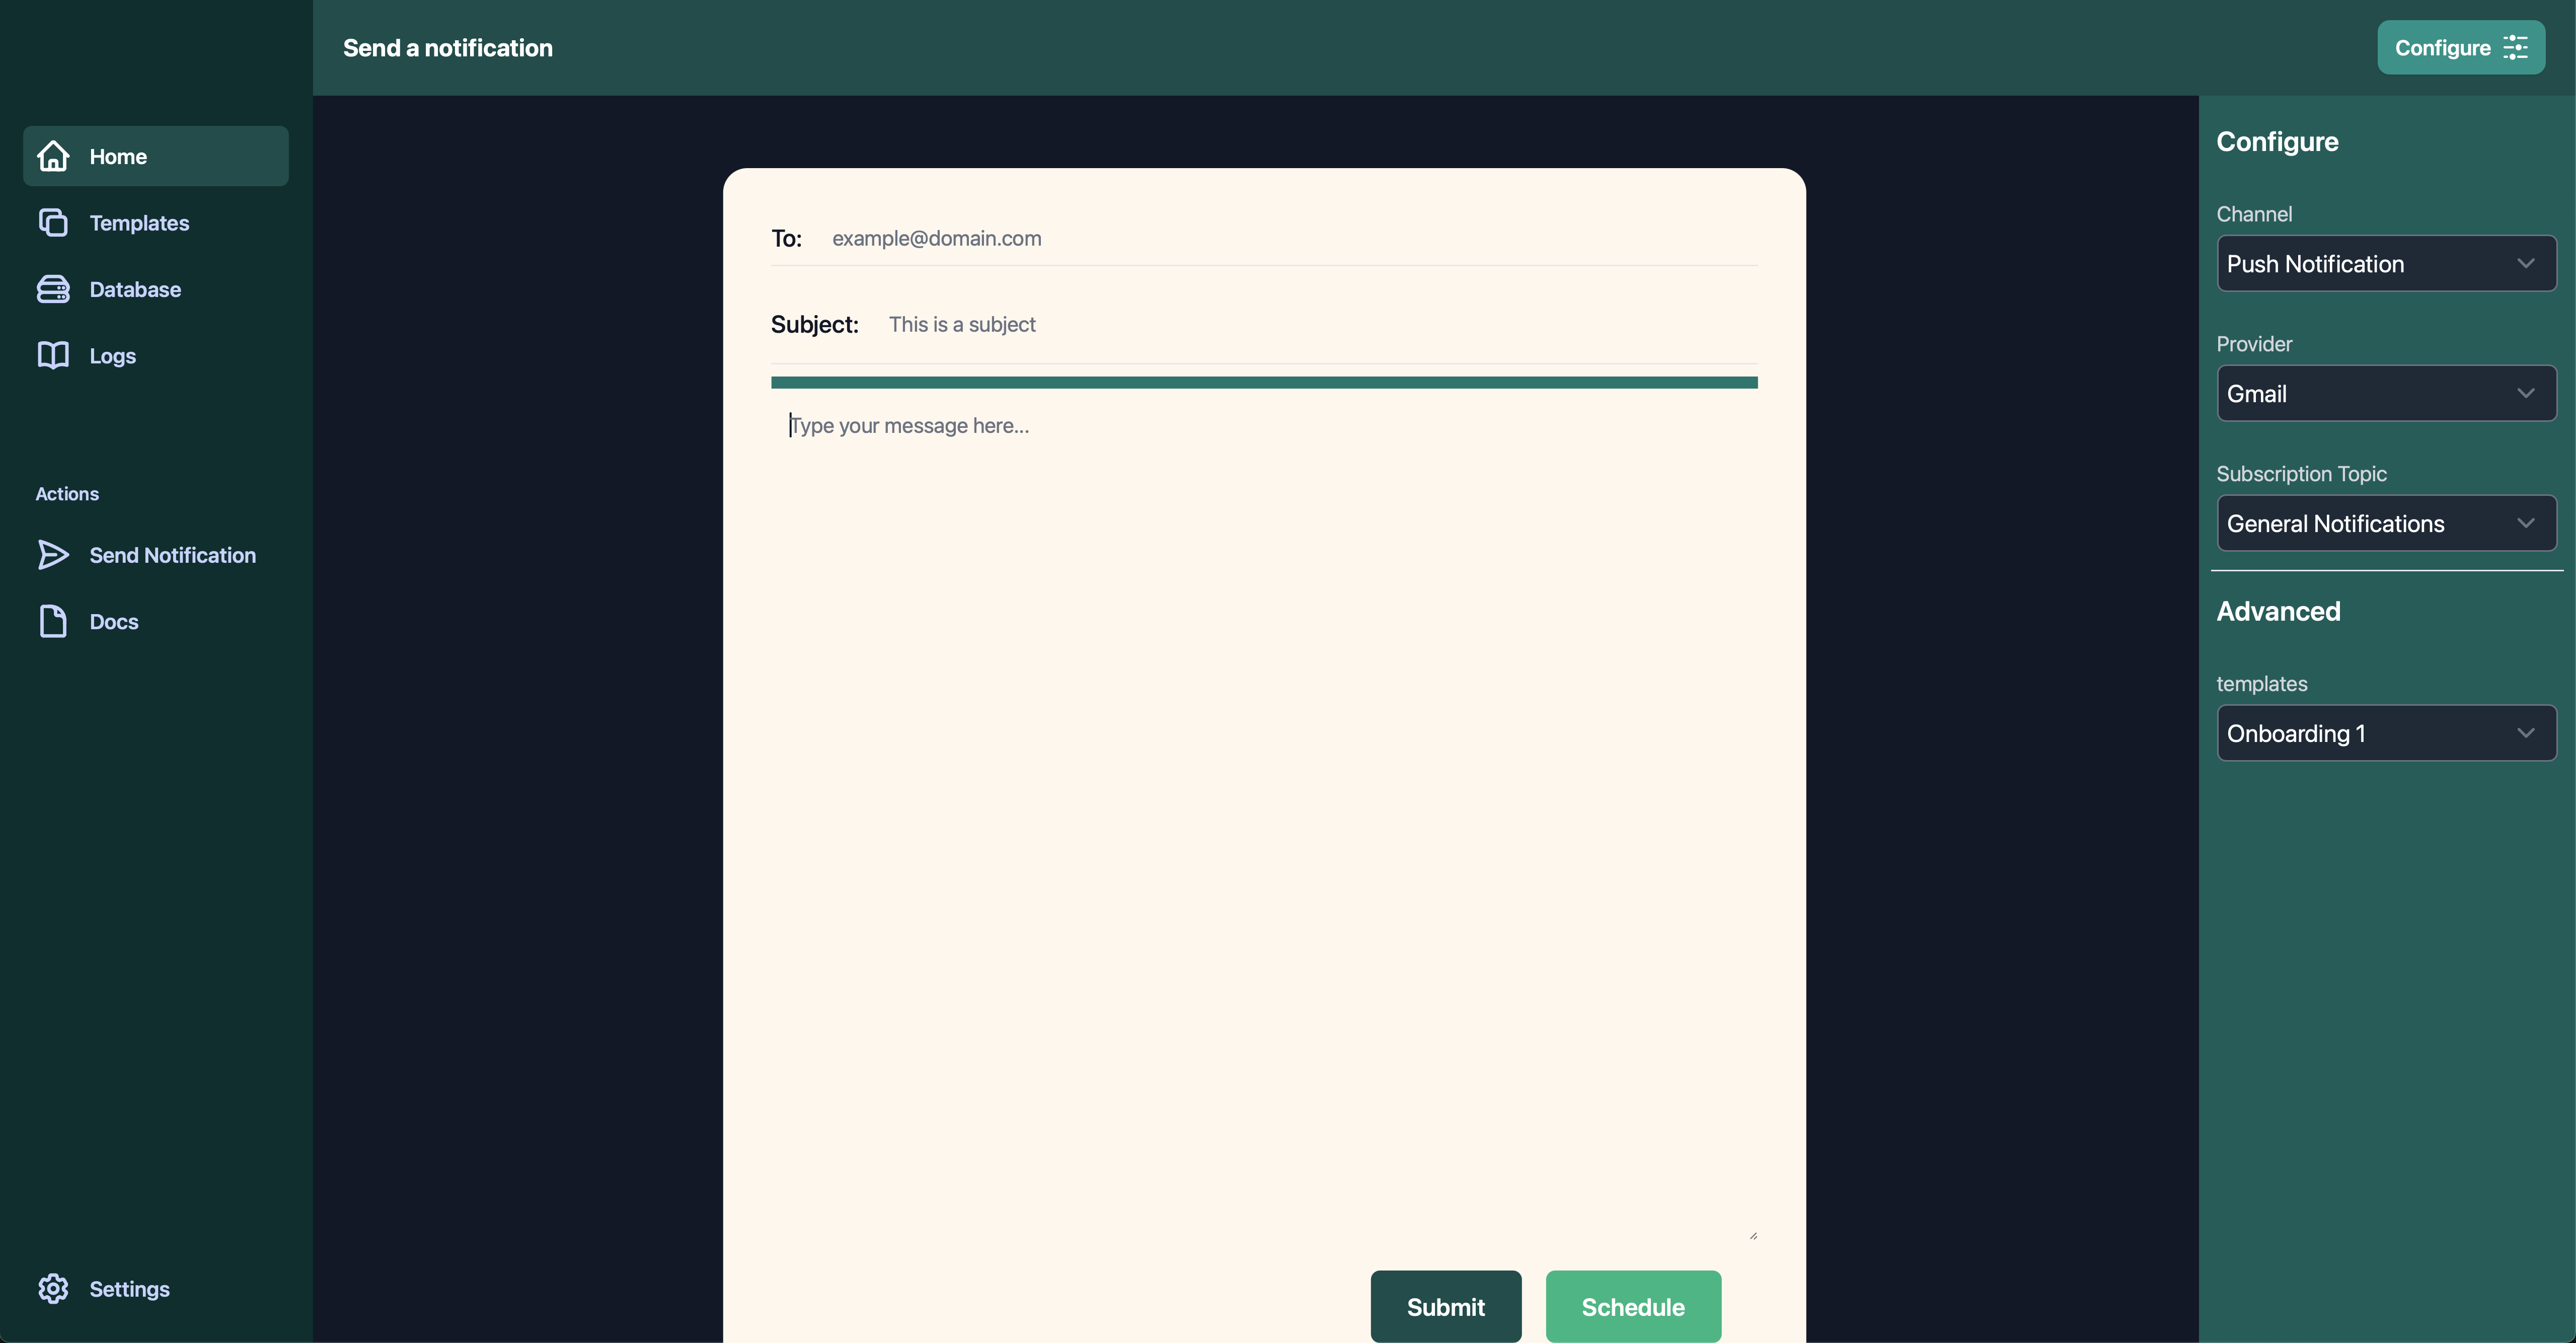 Send a notification
Configure
Home
Templates
Database
Logs
Actions
Send Notification
Docs
Settings
To: example@domain.com
Subject: This is a subject
Type your message here...
Submit
Schedule
Configure
Channel
Push Notification
Provider
Gmail
Subscription Topic
General Notifications
Advanced
templates
Onboarding 1